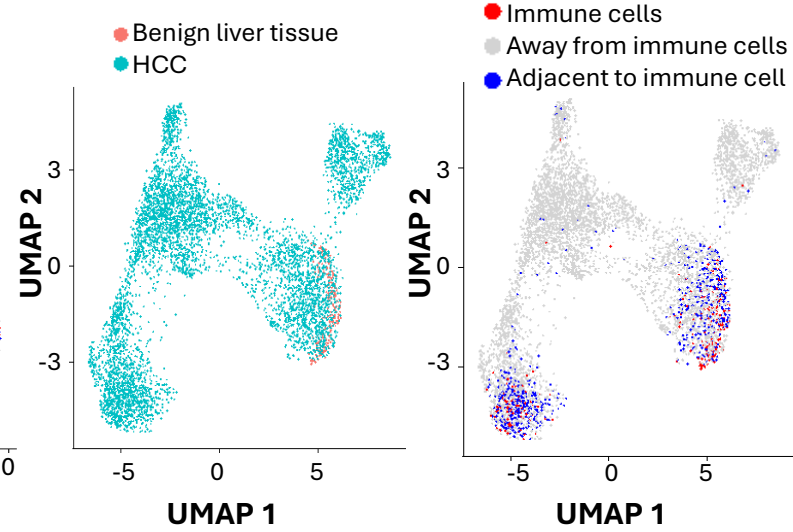 Benign liver tissue
HCC
3
0
-3
-5
0
5
UMAP 2
UMAP 1
0
Immune cells
Away from immune cells
Adjacent to immune cell
3
0
-3
-5
0
5
UMAP 2
UMAP 1